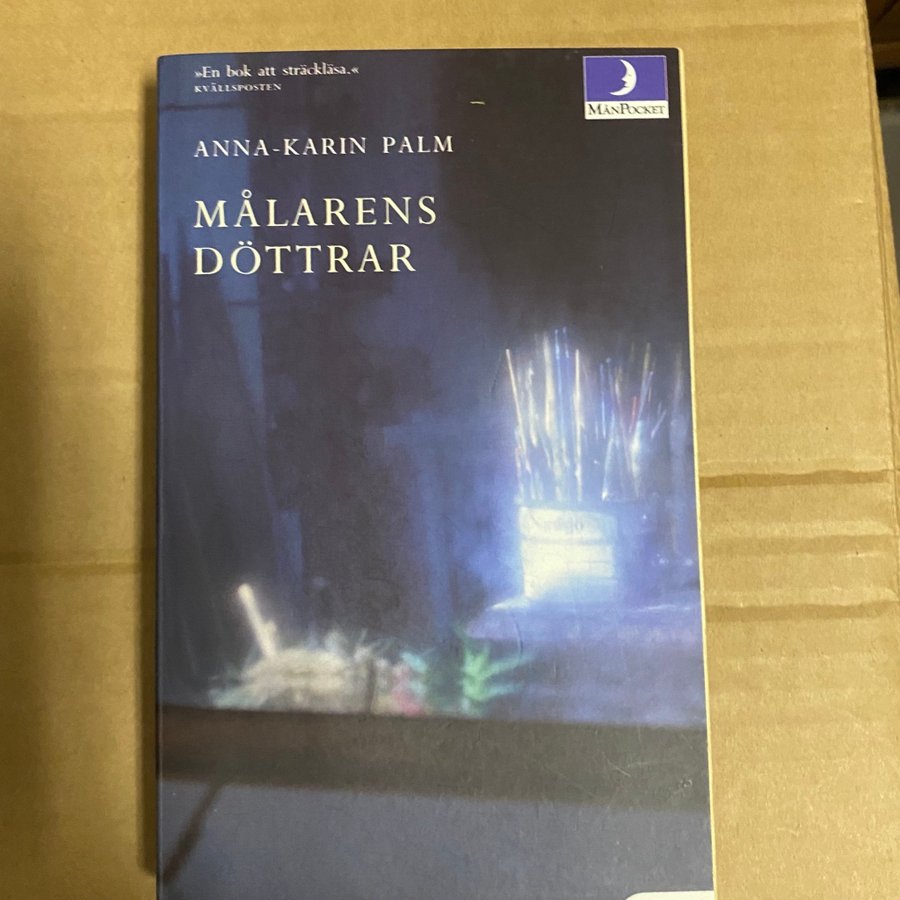 »En bok att sträckläsa.«
KVÄLLSPOSTEN
MÅNPOCKET
ANNA-KARIN PALM
MÅLARENS
DÖTTRAR